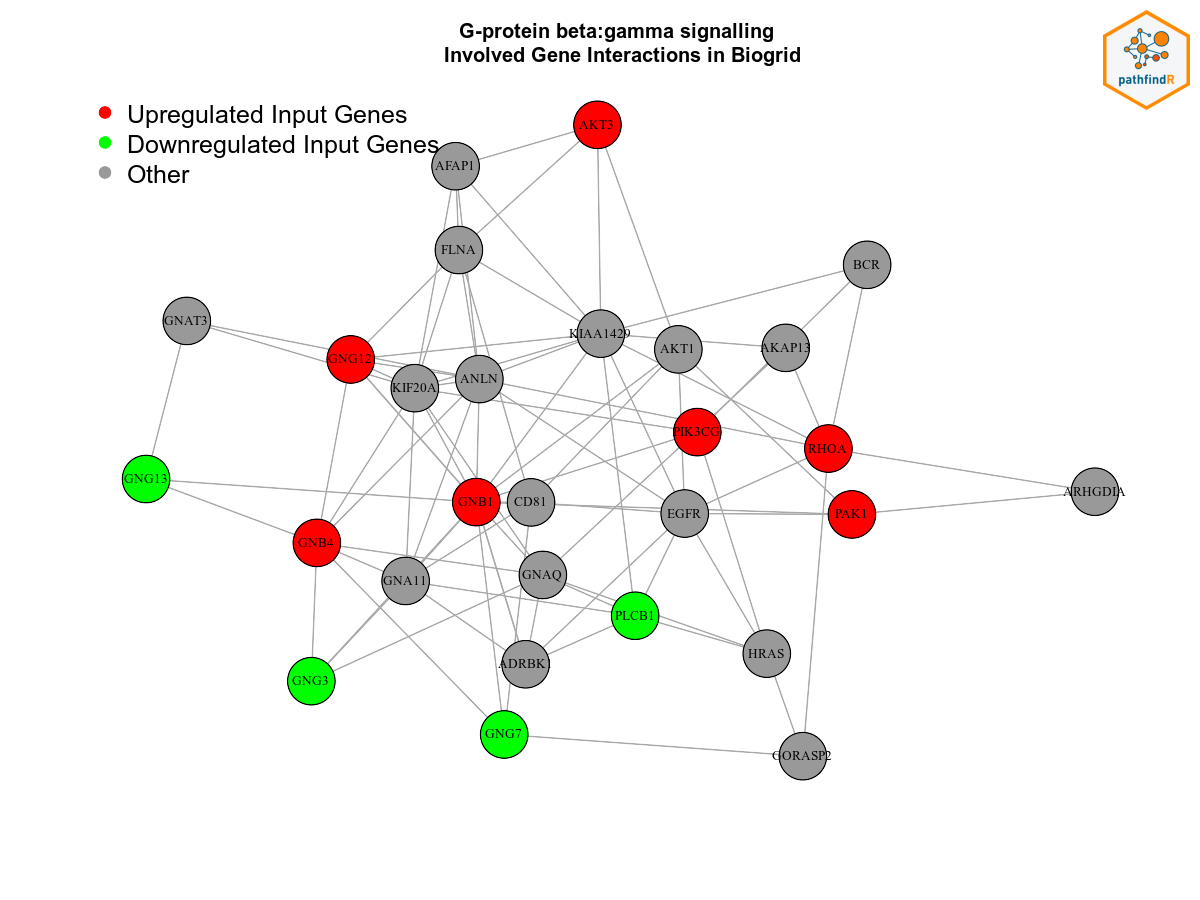 G-protein beta:gamma signalling
Involved Gene Interactions in Biogrid
pathfindR
Upregulated Input Genes
Downregulated Input Genes
Other
AKT3
AFAP1
FLNA
BCR
GNAT3
KIAA1429
AKT1
AKAP13
GNG12
KIF20A
ANLN
PIK3CG
RHOA
GNG13
GNB1
CD81
EGFR
PAK1
ARHGDIA
GNB4
GNA11
GNAQ
PLCB1
HRAS
ADRBK1
GNG3
GNG7
GORASP2